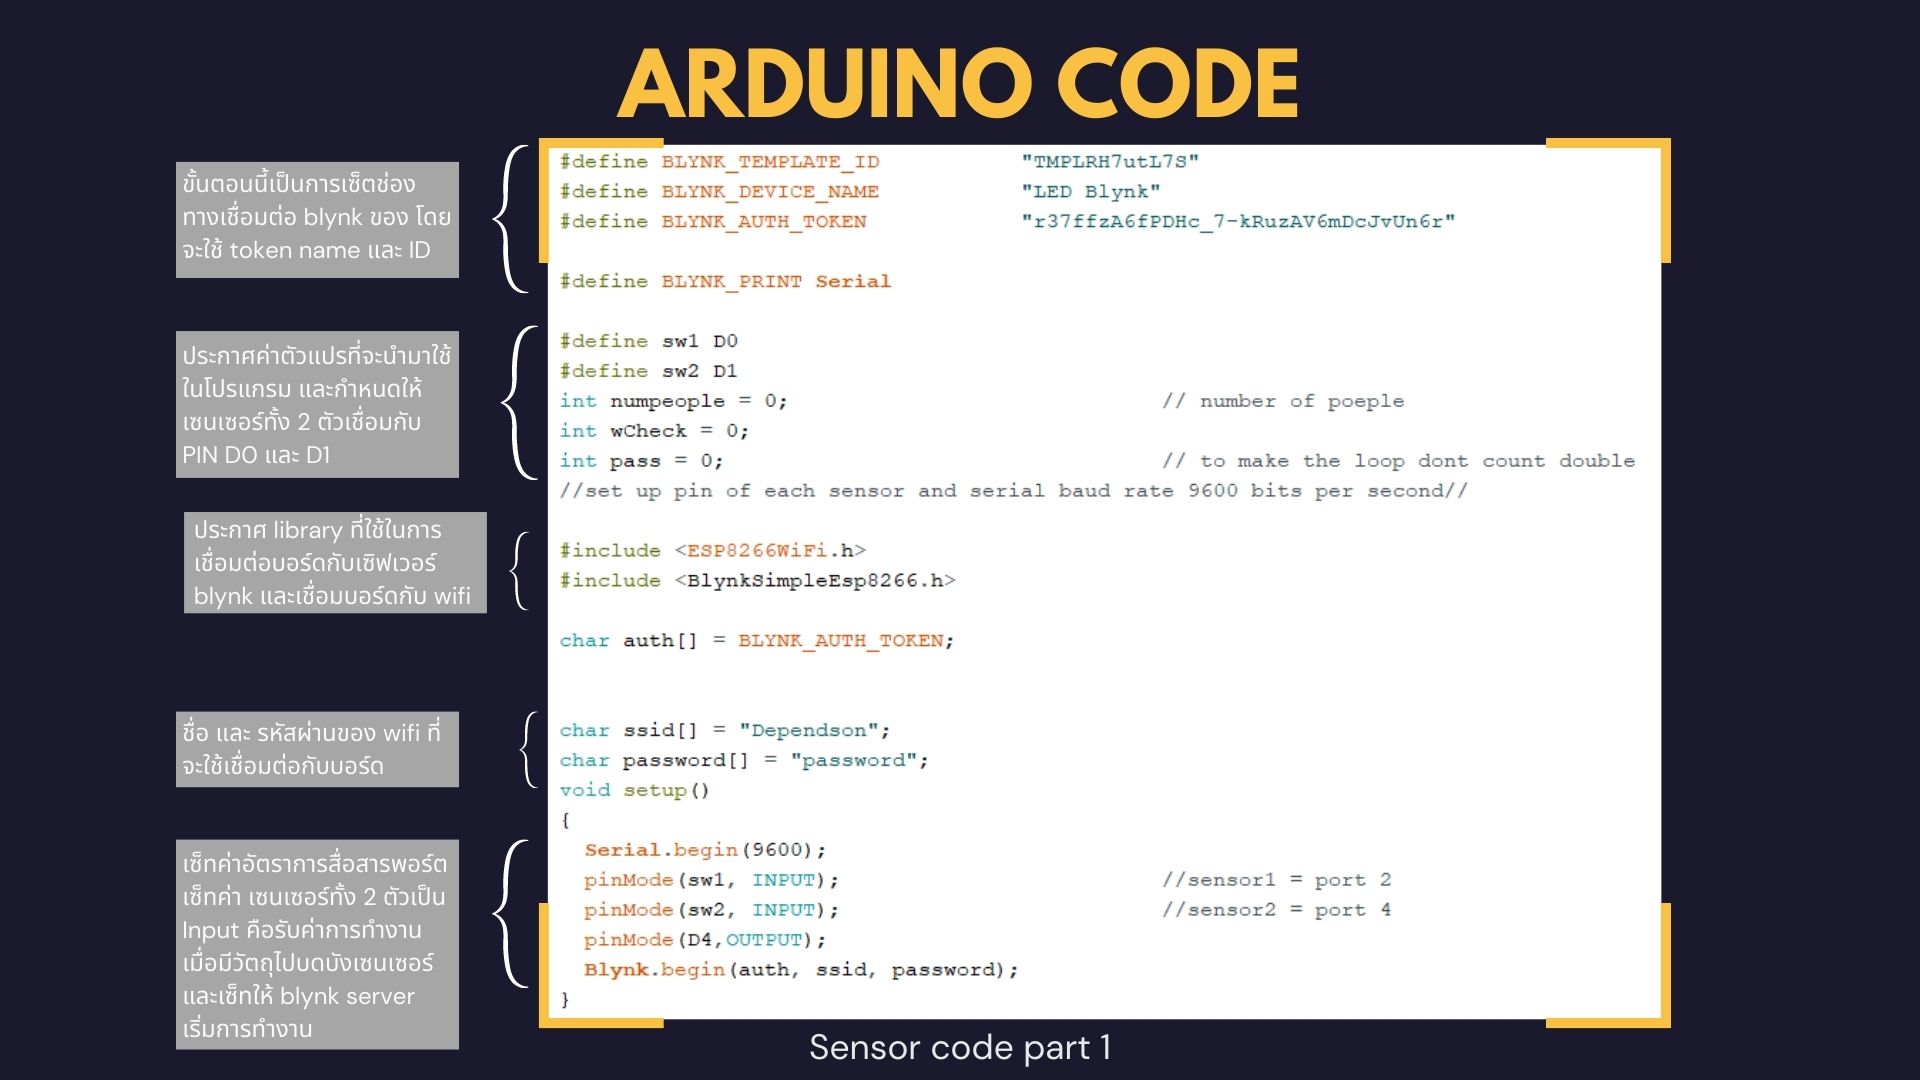 ARDUINO CODE
ขั้นตอนนี้เป็นการเซ็ตช่อง
ทางเชื่อมต่อ blynk ของ โดย
จะใช้ token name และ ID
#define BLYNK_TEMPLATE_ID "TMPLRH7utL7S"
#define BLYNK_DEVICE_NAME "LED Blynk"
#define BLYNK_AUTH_TOKEN "r37ffzA6fPDHc_7-kRuzAV6mDcJvUn6r"
#define BLYNK_PRINT Serial
ประกาศค่าตัวแปรที่จะนำมาใช้
ในโปรแกรม และกำหนดให้
เซนเซอร์ทั้ง 2 ตัวเชื่อมกับ
PIN D0 และ D1
#define sw1 D0
#define sw2 D1
int numpeople = 0; // number of poeple
int wCheck = 0;
int pass = 0; // to make the loop dont count double
//set up pin of each sensor and serial baud rate 9600 bits per second//
ประกาศ library ที่ใช้ในการ
เชื่อมต่อบอร์ดกับเซิฟเวอร์
blynk และเชื่อมบอร์ดกับ wifi
#include <ESP8266WiFi.h>
#include <BlynkSimpleEsp8266.h>
char auth[] = BLYNK_AUTH_TOKEN;
ชื่อ และ รหัสผ่านของ wifi ที่
จะใช้เชื่อมต่อกับบอร์ด
char ssid[] = "Dependson";
char password[] = "password";
void setup()
{
เซ็ทค่าอัตราการสื่อสารพอร์ต
เซ็ทค่า เซนเซอร์ทั้ง 2 ตัวเป็น
Input คือรับค่าการทำงาน
เมื่อมีวัตถุไปบดบังเซนเซอร์
และเซ็ทให้ blynk server
เริ่มการทำงาน
Serial.begin(9600);
pinMode(sw1, INPUT); //sensor1 = port 2
pinMode(sw2, INPUT); //sensor2 = port 4
pinMode(D4,OUTPUT);
Blynk.begin(auth, ssid, password);
}
Sensor code part 1